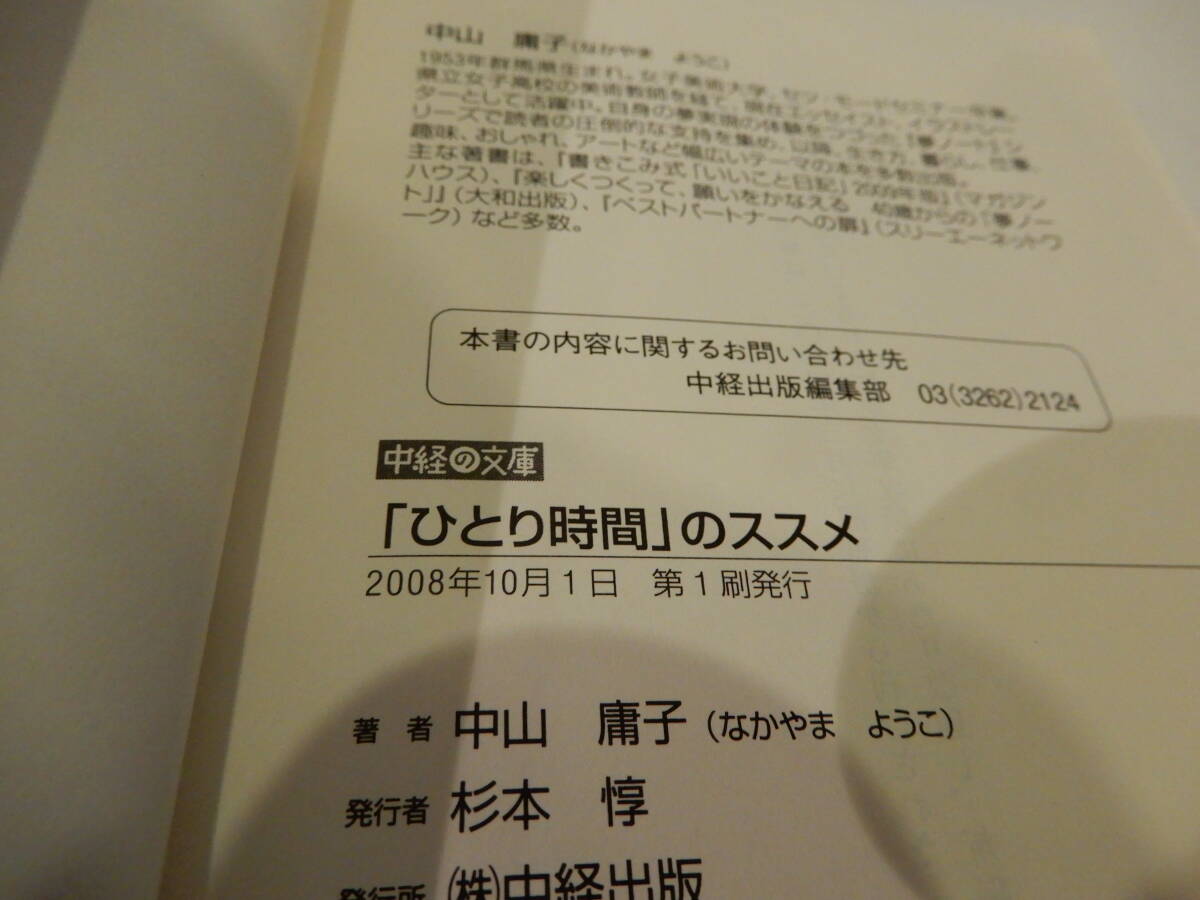 中山 庸子(なかやま ようこ)
1953年群馬県生まれ。女子美術大学、セツ・モードセミナー卒業。
県立女子高校の美術教師を経て、現在エッセイスト、イラストレー
ターとして活躍中。自身の夢実現の体験をつづった『夢ノート』シ
リーズで読者の圧倒的な支持を集め、以降、生き方、暮らし、仕事、
趣味、おしゃれ、アートなど幅広いテーマの本を多数出版。
主な著書は、『書きこみ式「いいこと日記」2009年版』(マガジン
ハウス)、『楽しくつくって、願いをかなえる 40歳からの「夢ノー
ト」』(大和出版)、『ベストパートナーへの扉』(スリーエーネットワ
ーク)など多数。
本書の内容に関するお問い合わせ先
中経出版編集部 03(3262)2124
中経の文庫
「ひとり時間」のススメ
2008年10月1日 第1刷発行
著者 中山 庸子(なかやま ようこ)
発行者 杉本 惇
発行所 (株)中経出版